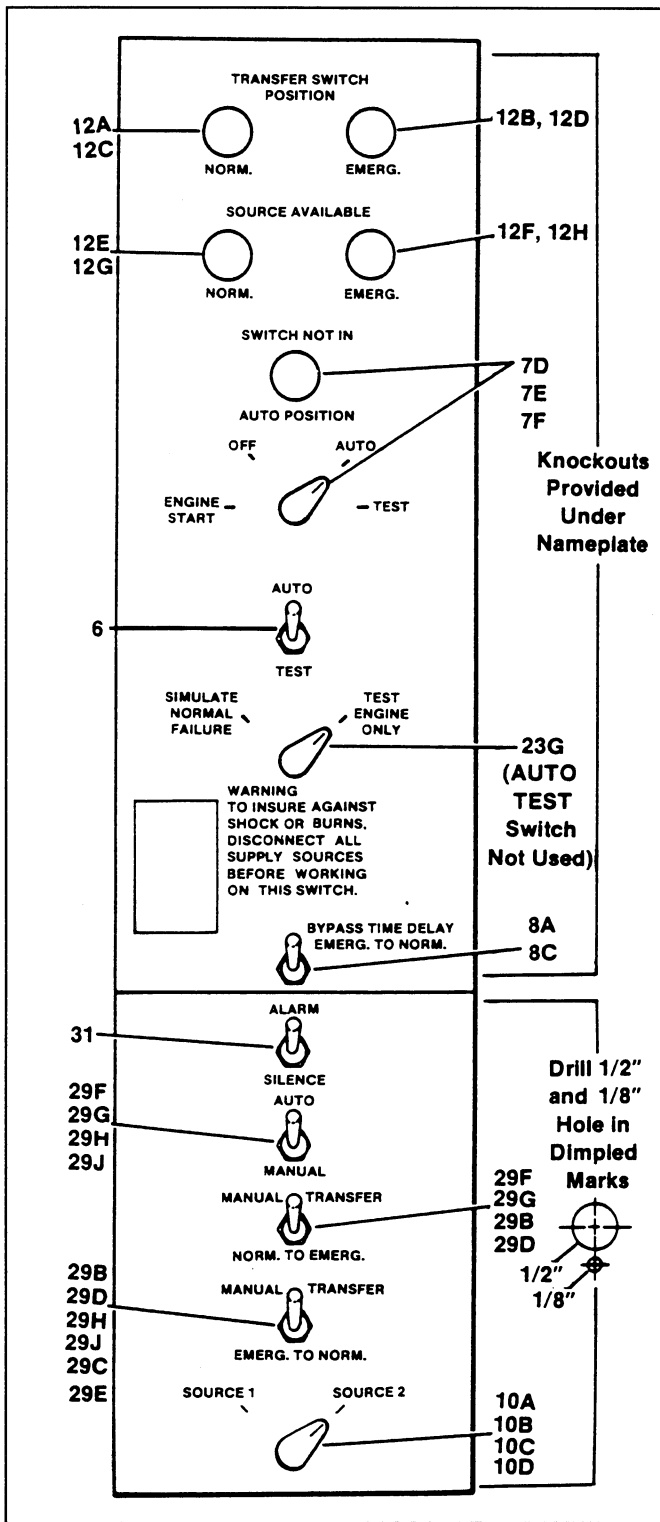 TRANSFER SWITCH
POSITION
12A
12C
12B, 12D
NORM.
EMERG.
SOURCE AVAILABLE
12E
12G
12F, 12H
NORM.
EMERG.
SWITCH NOT IN
AUTO POSITION
7D
7E
7F
OFF
AUTO
ENGINE
START
TEST
Knockouts
Provided
Under
Nameplate
AUTO
6
TEST
SIMULATE
NORMAL
FAILURE
TEST
ENGINE
ONLY
23G
(AUTO
TEST
Switch
Not Used)
WARNING
TO INSURE AGAINST
SHOCK OR BURNS,
DISCONNECT ALL
SUPPLY SOURCES
BEFORE WORKING
ON THIS SWITCH.
BYPASS TIME DELAY
EMERG. TO NORM.
8A
8C
ALARM
31
SILENCE
29F
29G
29H
29J
AUTO
MANUAL
Drill 1/2"
and 1/8"
Hole in
Dimpled
Marks
MANUAL TRANSFER
NORM. TO EMERG.
29F
29G
29B
29D
1/2"
1/8"
29B
29D
29H
29J
29C
29E
MANUAL TRANSFER
EMERG. TO NORM.
SOURCE 1
SOURCE 2
10A
10B
10C
10D